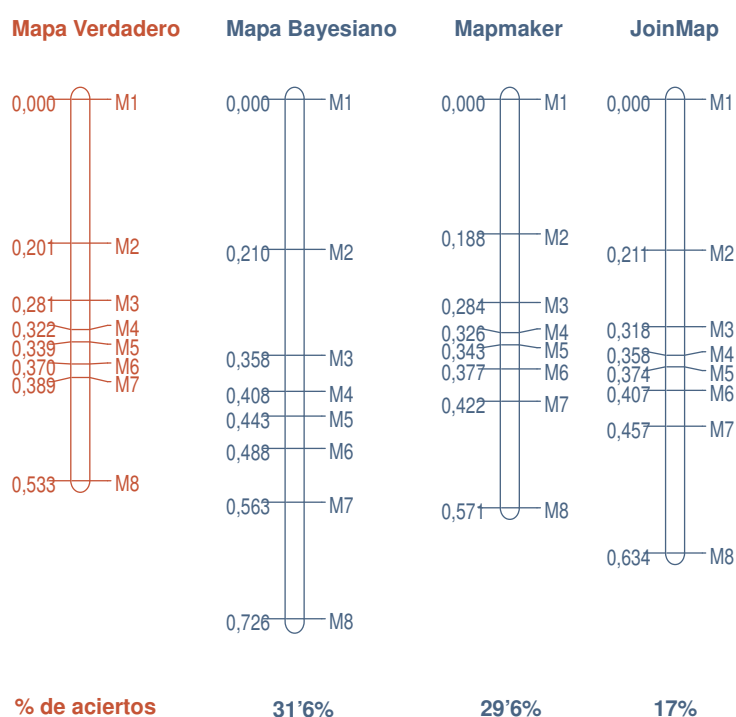 Mapa Verdadero
0,000 M1
0,201 M2
0,281 M3
0,322 M4
0,339 M5
0,370 M6
0,389 M7
0,533 M8
% de aciertos
Mapa Bayesiano
0,000 M1
0,210 M2
0,358 M3
0,408 M4
0,443 M5
0,488 M6
0,563 M7
0,726 M8
31'6%
Mapmaker
0,000 M1
0,188 M2
0,284 M3
0,326 M4
0,343 M5
0,377 M6
0,422 M7
0,571 M8
29'6%
JoinMap
0,000 M1
0,211 M2
0,318 M3
0,358 M4
0,374 M5
0,407 M6
0,457 M7
0,634 M8
17%